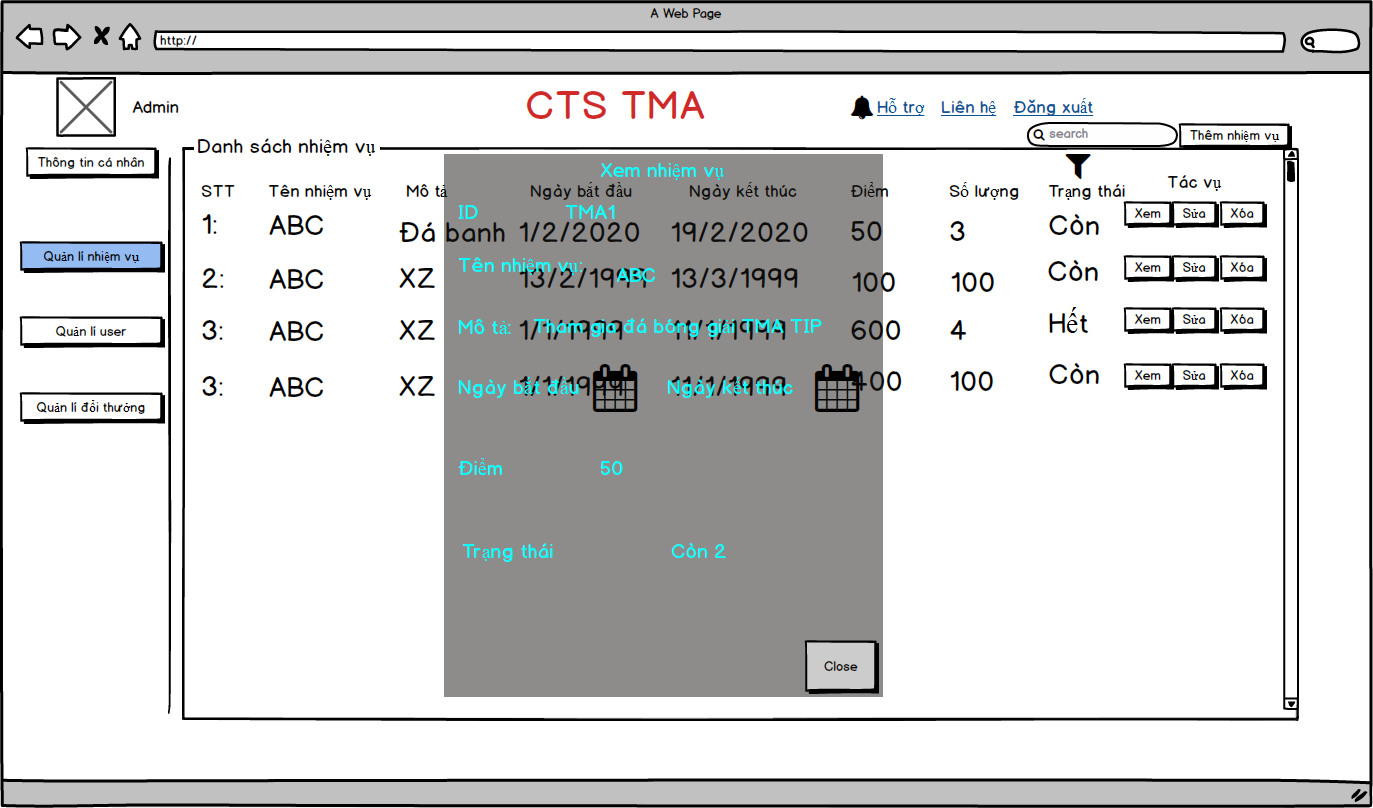 A Web Page
http://
Admin
CTS TMA
Hỗ trợ Liên hệ Đăng xuất
search
Thêm nhiệm vụ
Thông tin cá nhân
Quản lí nhiệm vụ
Quản lí user
Quản lí đổi thưởng
Danh sách nhiệm vụ
STT Tên nhiệm vụ Mô tả Ngày bắt đầu Ngày kết thúc Điểm Số lượng Trạng thái Tác vụ
1: ABC Đá banh 1/2/2020 19/2/2020 50 3 Còn Xem Sửa Xóa
2: ABC XZ 13/2/1999 13/3/1999 100 100 Còn Xem Sửa Xóa
3: ABC XZ 1/1/1999 11/1/1999 600 4 Hết Xem Sửa Xóa
3: ABC XZ 1/1/1999 11/1/1999 400 100 Còn Xem Sửa Xóa
Xem nhiệm vụ
ID TMA1
Tên nhiệm vụ: ABC
Mô tả: Tham gia đá bóng giải TMA TIP
Ngày bắt đầu Ngày kết thúc
Điểm 50
Trạng thái Còn 2
Close